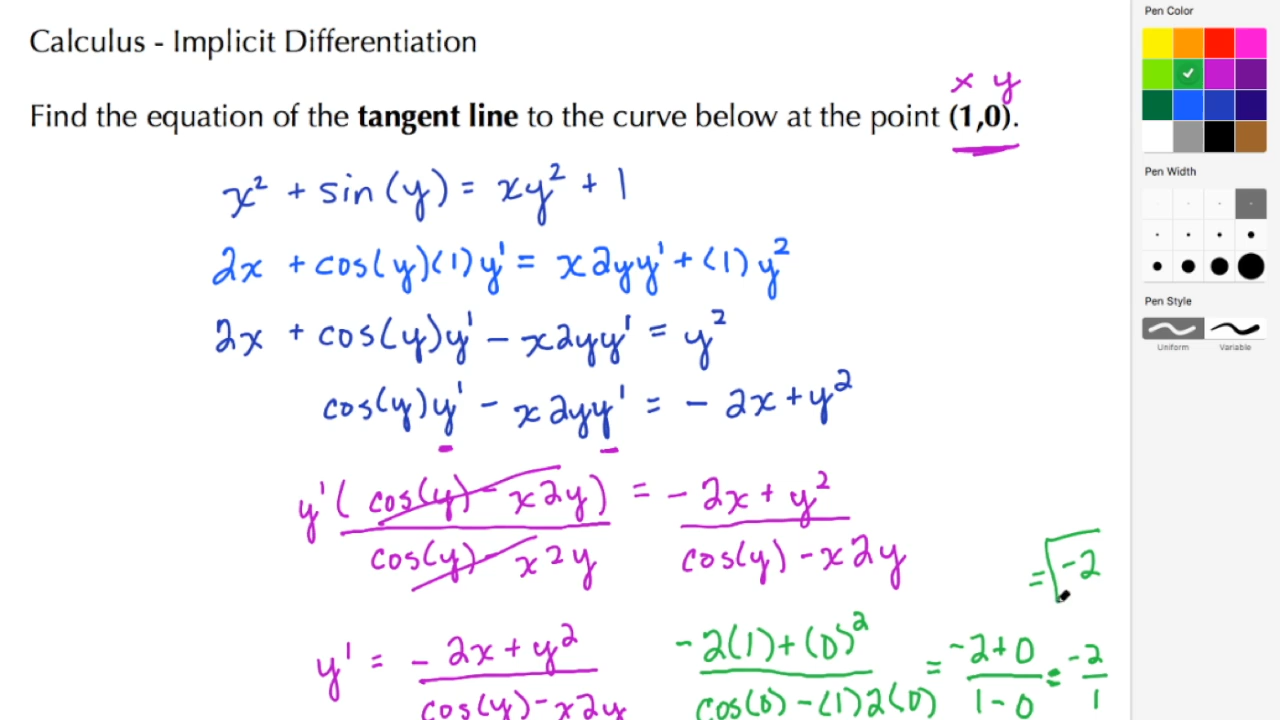 Calculus - Implicit Differentiation
x y
Find the equation of the tangent line to the curve below at the point (1,0).
x² + sin(y) = xy² + 1
2x + cos(y)(1)y' = x2yy' + (1)y²
2x + cos(y)y' - x2yy' = y²
cos(y)y' - x2yy' = - 2x + y²
y'(cos(y) - x2y) = - 2x + y²
cos(y) - x2y cos(y) - x2y
= -2
y' = - 2x + y² -2(1) + (0)² = -2+0 = -2
cos(y) - x2y cos(0) - (1)2(0) 1 - 0 1
Pen Color
Pen Width
Pen Style
Uniform Variable